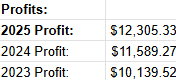 Profits:
2025 Profit: $12,305.33
2024 Profit: $11,589.27
2023 Profit: $10,139.52